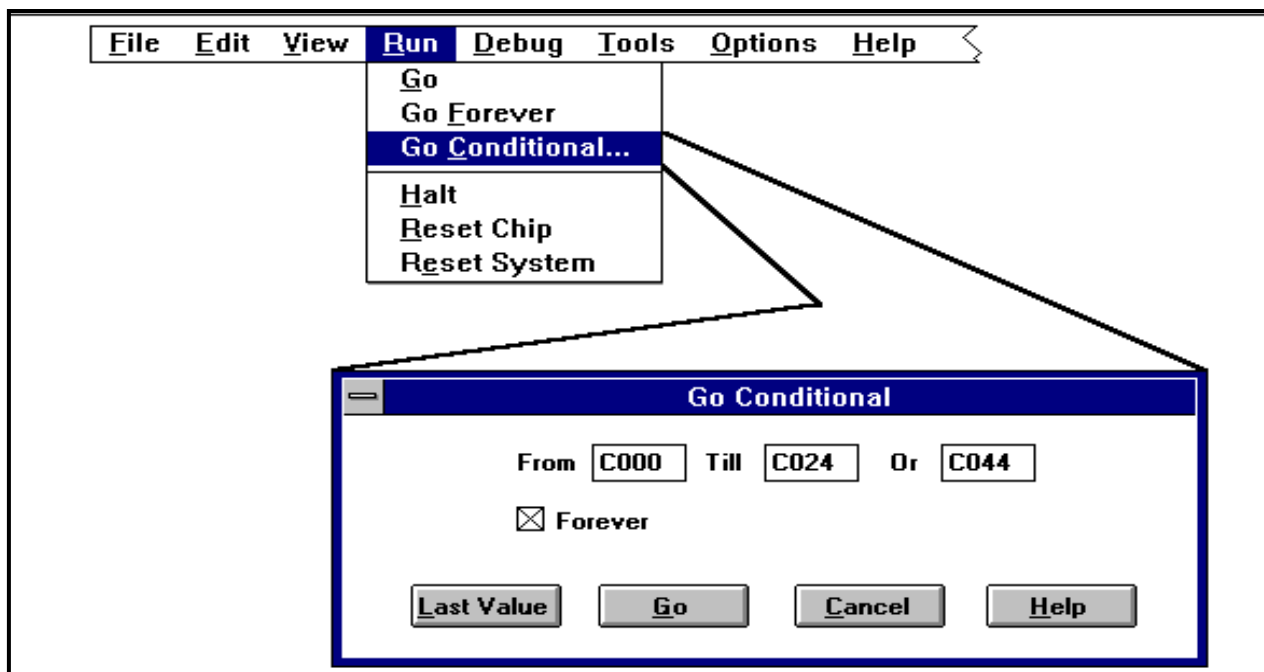 File Edit View Run Debug Tools Options Help
Go
Go Forever
Go Conditional...
Halt
Reset Chip
Reset System
Go Conditional
From C000 Till C024 Or C044
Forever
Last Value Go Cancel Help